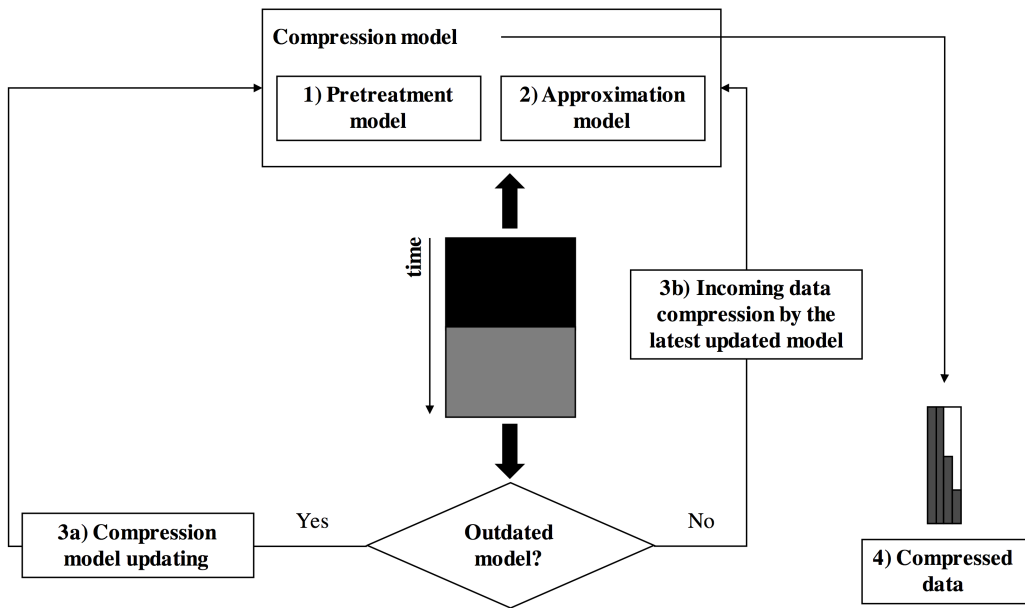 Compression model
1) Pretreatment
model
2) Approximation
model
time
3b) Incoming data
compression by the
latest updated model
3a) Compression
model updating
Yes
Outdated
model?
No
4) Compressed
data